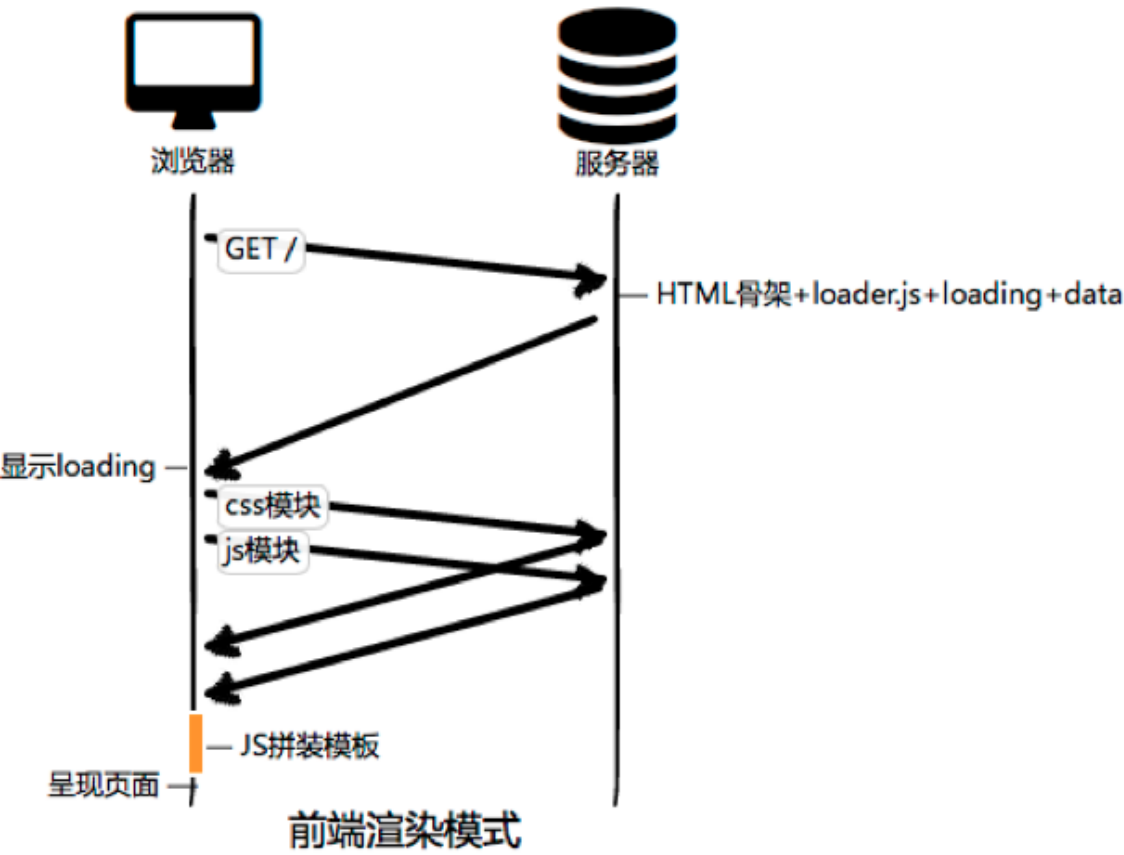 浏览器
服务器
GET /
HTML骨架+loader.js+loading+data
显示loading
css模块
js模块
JS拼装模板
呈现页面
前端渲染模式